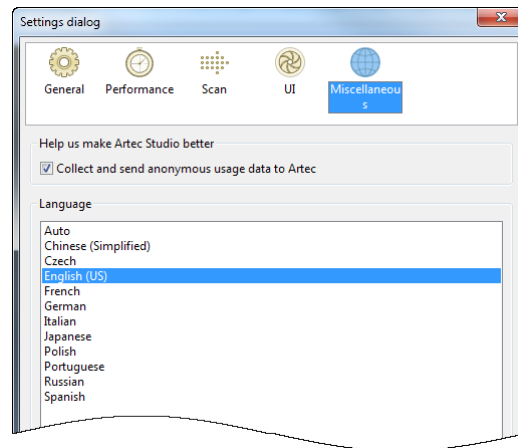 Settings dialog
General Performance Scan UI Miscellaneou
s
Help us make Artec Studio better
Collect and send anonymous usage data to Artec
Language
Auto
Chinese (Simplified)
Czech
English (US)
French
German
Italian
Japanese
Polish
Portuguese
Russian
Spanish